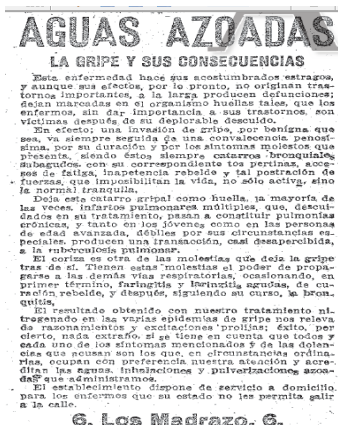 AGUAS AZOADAS
LA GRIPE Y SUS CONSECUENCIAS
Esta enfermedad hace sus acostumbrados estragos,
y aunque sus efectos, por lo pronto, no originan tras-
tornos importantes, a la larga producen defunciones;
dejan marcadas en el organismo huellas tales, que los
enfermos, sin dar importancia a sus trastornos, son
víctimas después de su deplorable descuido.
En efecto; una invasión de gripe, por benigna que
sea, va siempre seguida de una convalecencia penosí-
sima, por su duración y por los síntomas molestos que
presenta, siendo éstos siempre catarros bronquiales
subagudos, con su correspondiente tos pertinaz, acce-
sos de fatiga, inapetencia rebelde y tal postración de
fuerzas, que imposibilitan la vida, no sólo activa, sino
la normal tranquila.
Deja este catarro gripal como huella, la mayoría de
las veces, infartos pulmonares múltiples, que, descui-
dados en su tratamiento, pasan a constituir pulmonías
crónicas, y tanto en los jóvenes como en las personas
de edad avanzada, débiles por sus circunstancias es-
peciales, producen una transacción, casi desapercibida,
a la tuberculosis pulmonar.
El coriza es otra de las molestias que deja la gripe
tras de sí. Tienen estas molestias el poder de propa-
garse a las demás vías respiratorias, ocasionando, en
primer término, faringitis y laringitis agudas, de cu-
ración rebelde, y después, siguiendo su curso, la bron-
quitis,
El resultado obtenido con nuestro tratamiento ni-
trogenado en las varias epidemias de gripe nos releva
de razonamientos y excitaciones prolijas; éxito, por
cierto, nada extraño, si se tiene en cuenta que todos y
cada uno de los síntomas mencionados y de las dolen-
cias que acusan son los que, en circunstancias ordina-
rias, ocupan con preferencia nuestra atención y acre-
ditan las aguas, inhalaciones y pulverizaciones azoa-
das que administramos.
El establecimiento dispone de servicio a domicilio
para los enfermos que su estado no les permita salir
a la calle.
6, Los Madrazo, 6.